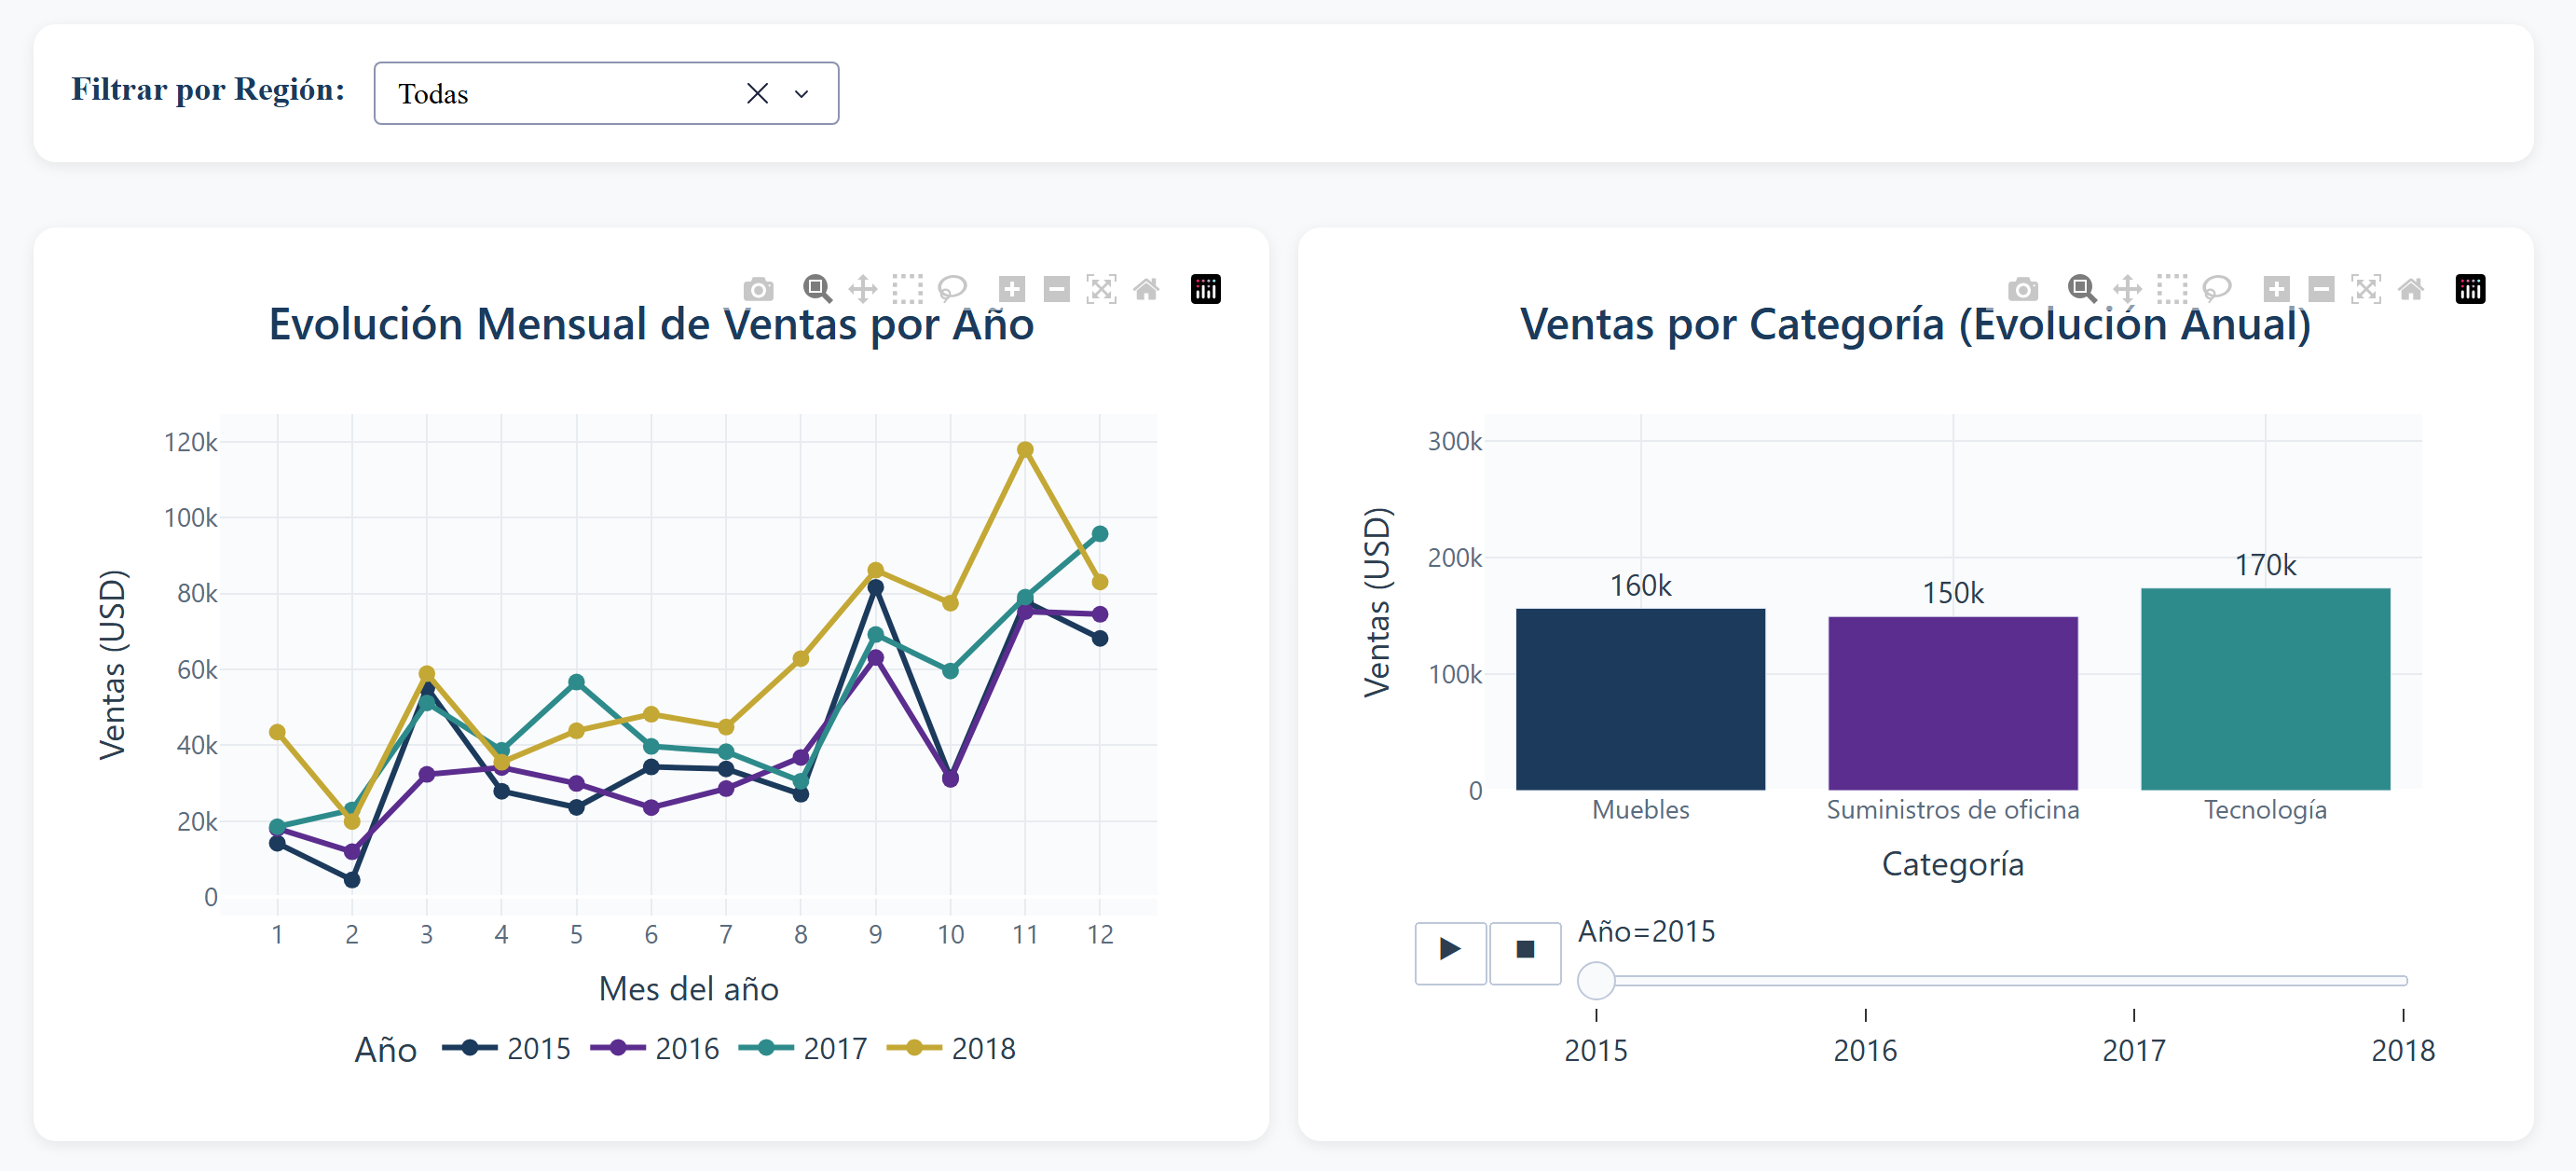 Filtrar por Región:
Todas
Evolución Mensual de Ventas por Año
120k
100k
80k
60k
40k
20k
0
Ventas (USD)
1 2 3 4 5 6 7 8 9 10 11 12
Mes del año
Año 2015 2016 2017 2018
Ventas por Categoría (Evolución Anual)
300k
200k
100k
0
Ventas (USD)
160k 150k 170k
Muebles Suministros de oficina Tecnología
Categoría
Año=2015
2015 2016 2017 2018